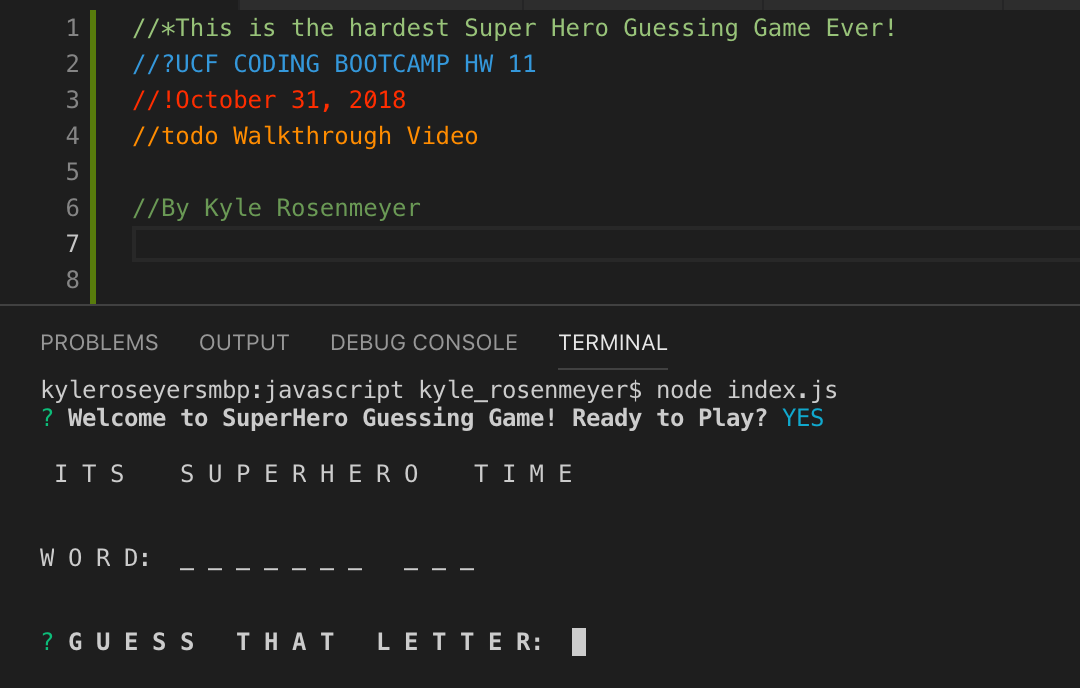 1 //*This is the hardest Super Hero Guessing Game Ever!
2 //?UCF CODING BOOTCAMP HW 11
3 //!October 31, 2018
4 //todo Walkthrough Video
5
6 //By Kyle Rosenmeyer
7
8
PROBLEMS OUTPUT DEBUG CONSOLE TERMINAL
kyleroseyersmbp:javascript kyle_rosenmeyer$ node index.js
? Welcome to SuperHero Guessing Game! Ready to Play? YES
I T S   S U P E R H E R O   T I M E
W O R D:  _ _ _ _ _ _ _   _ _ _
? G U E S S   T H A T   L E T T E R: